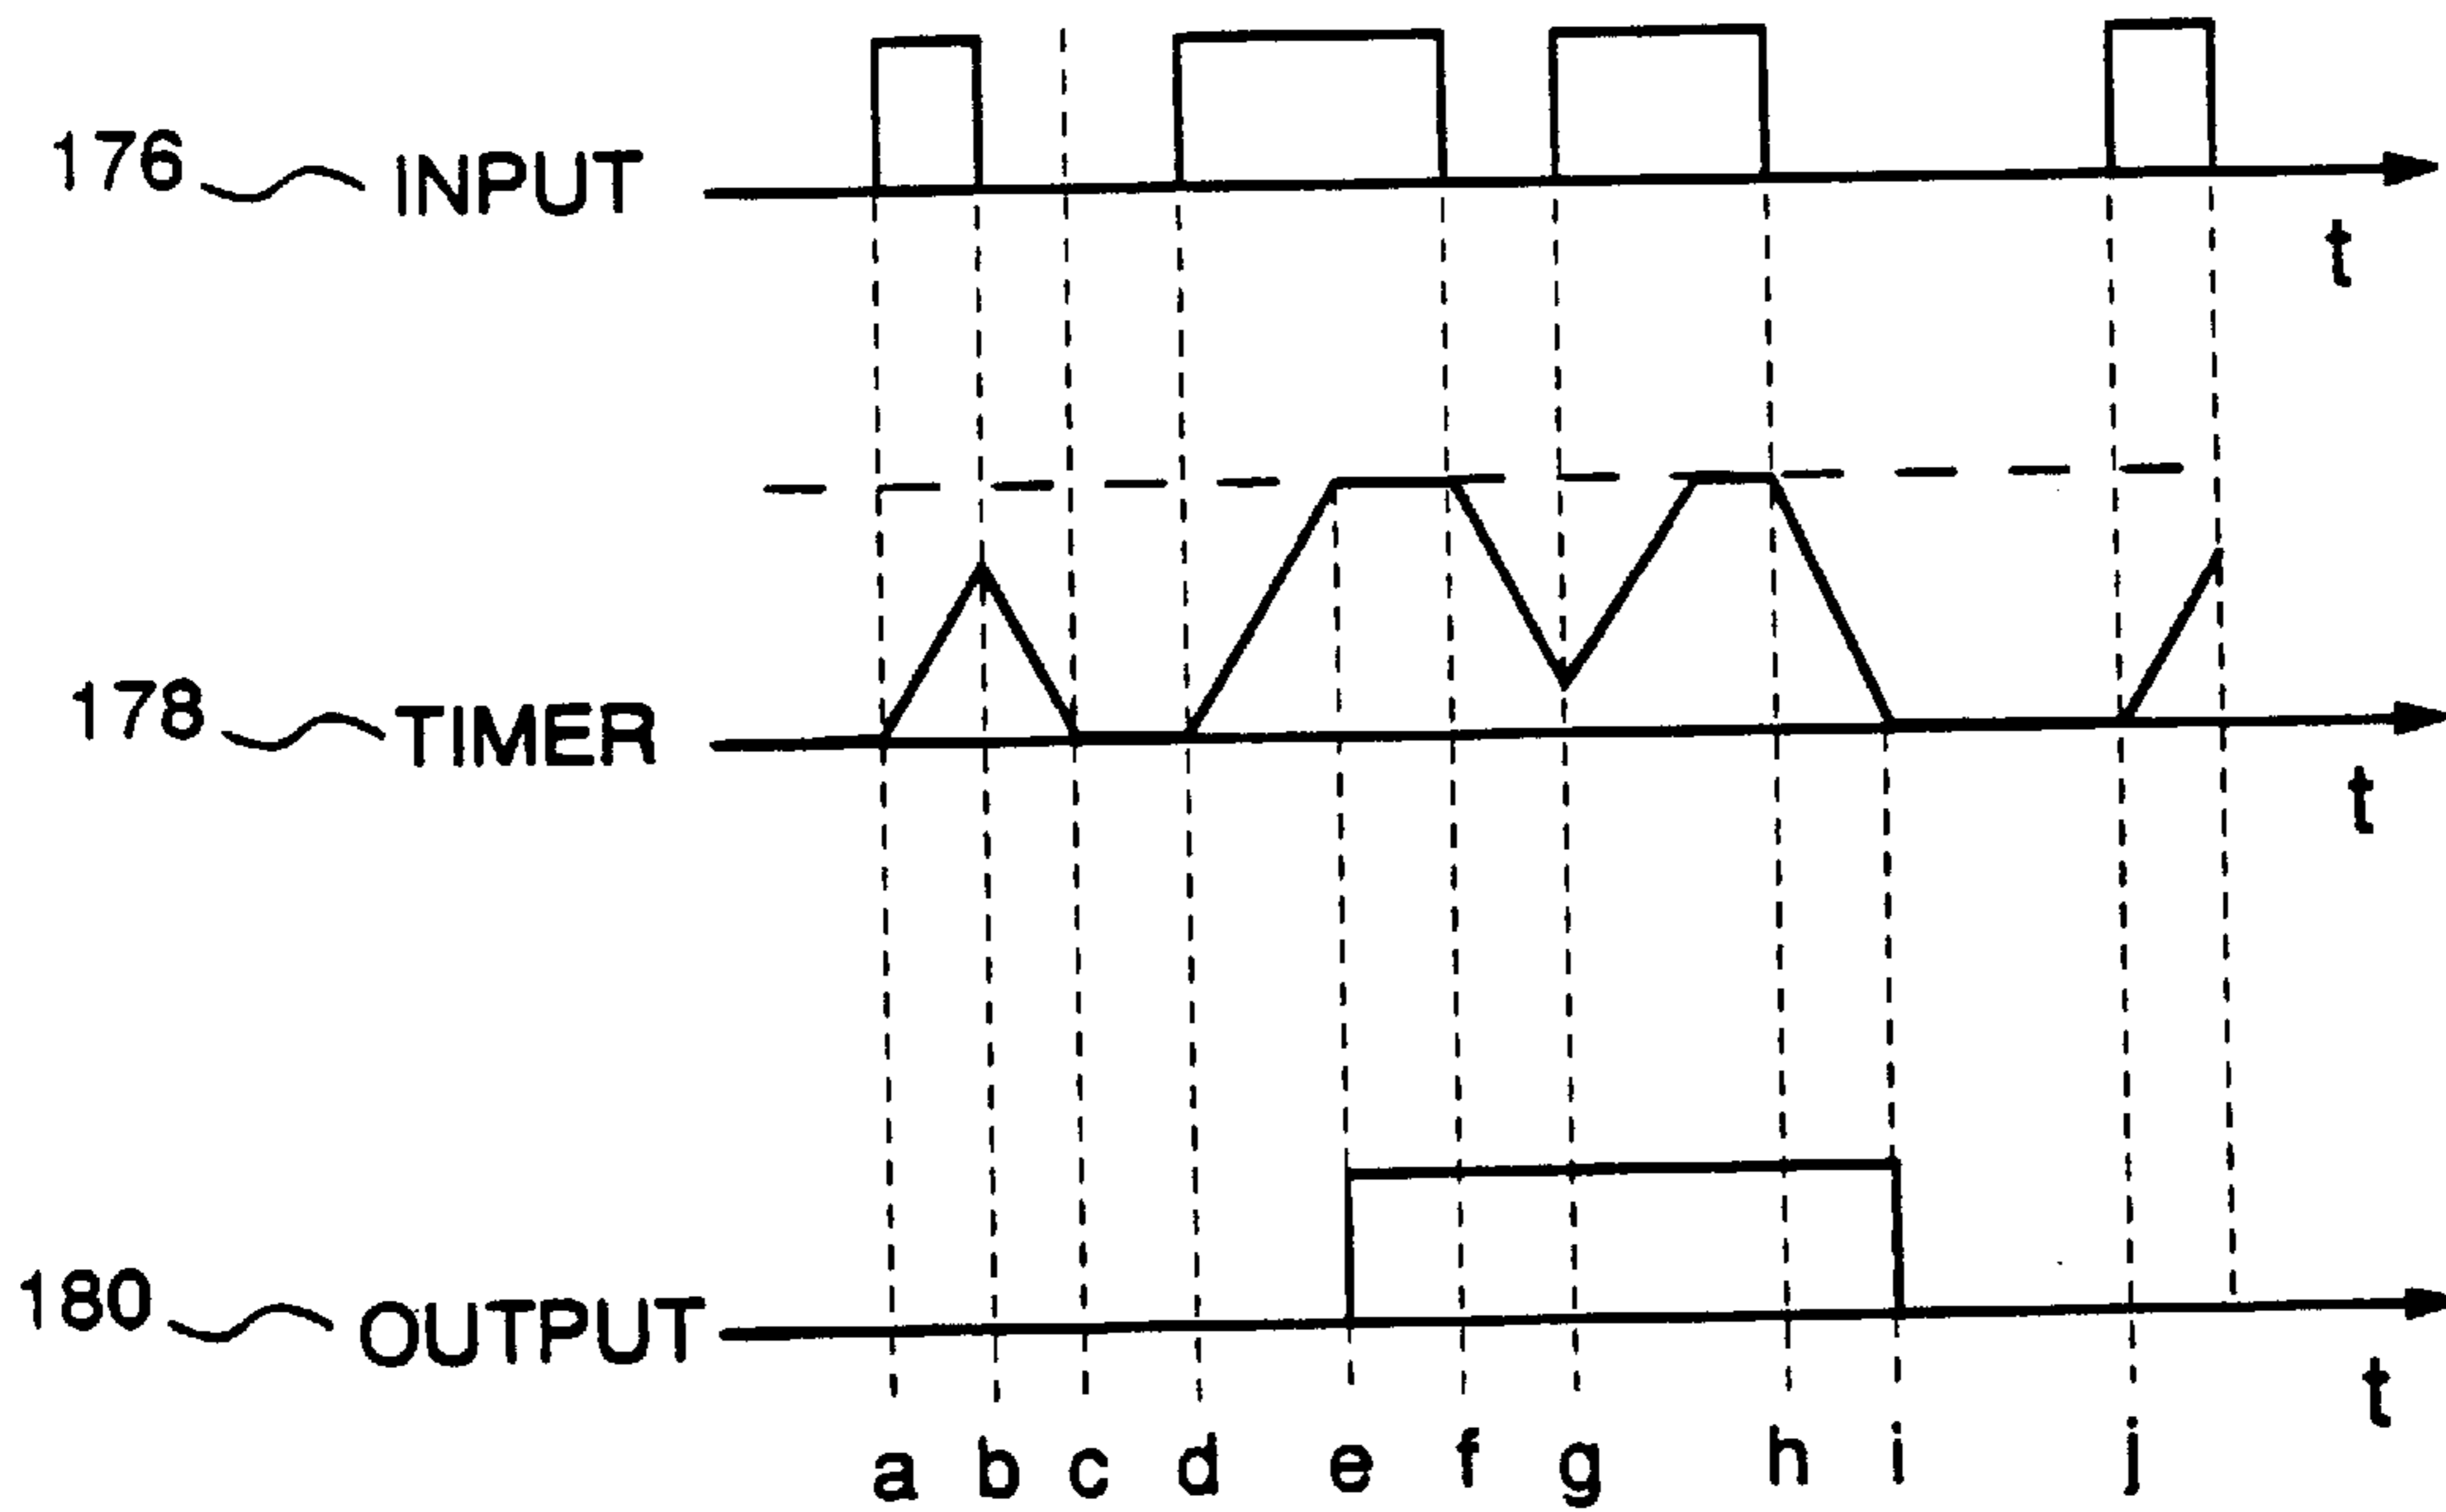 176 INPUT
t
178 TIMER
t
180 OUTPUT
t
a b c d e f g h i j